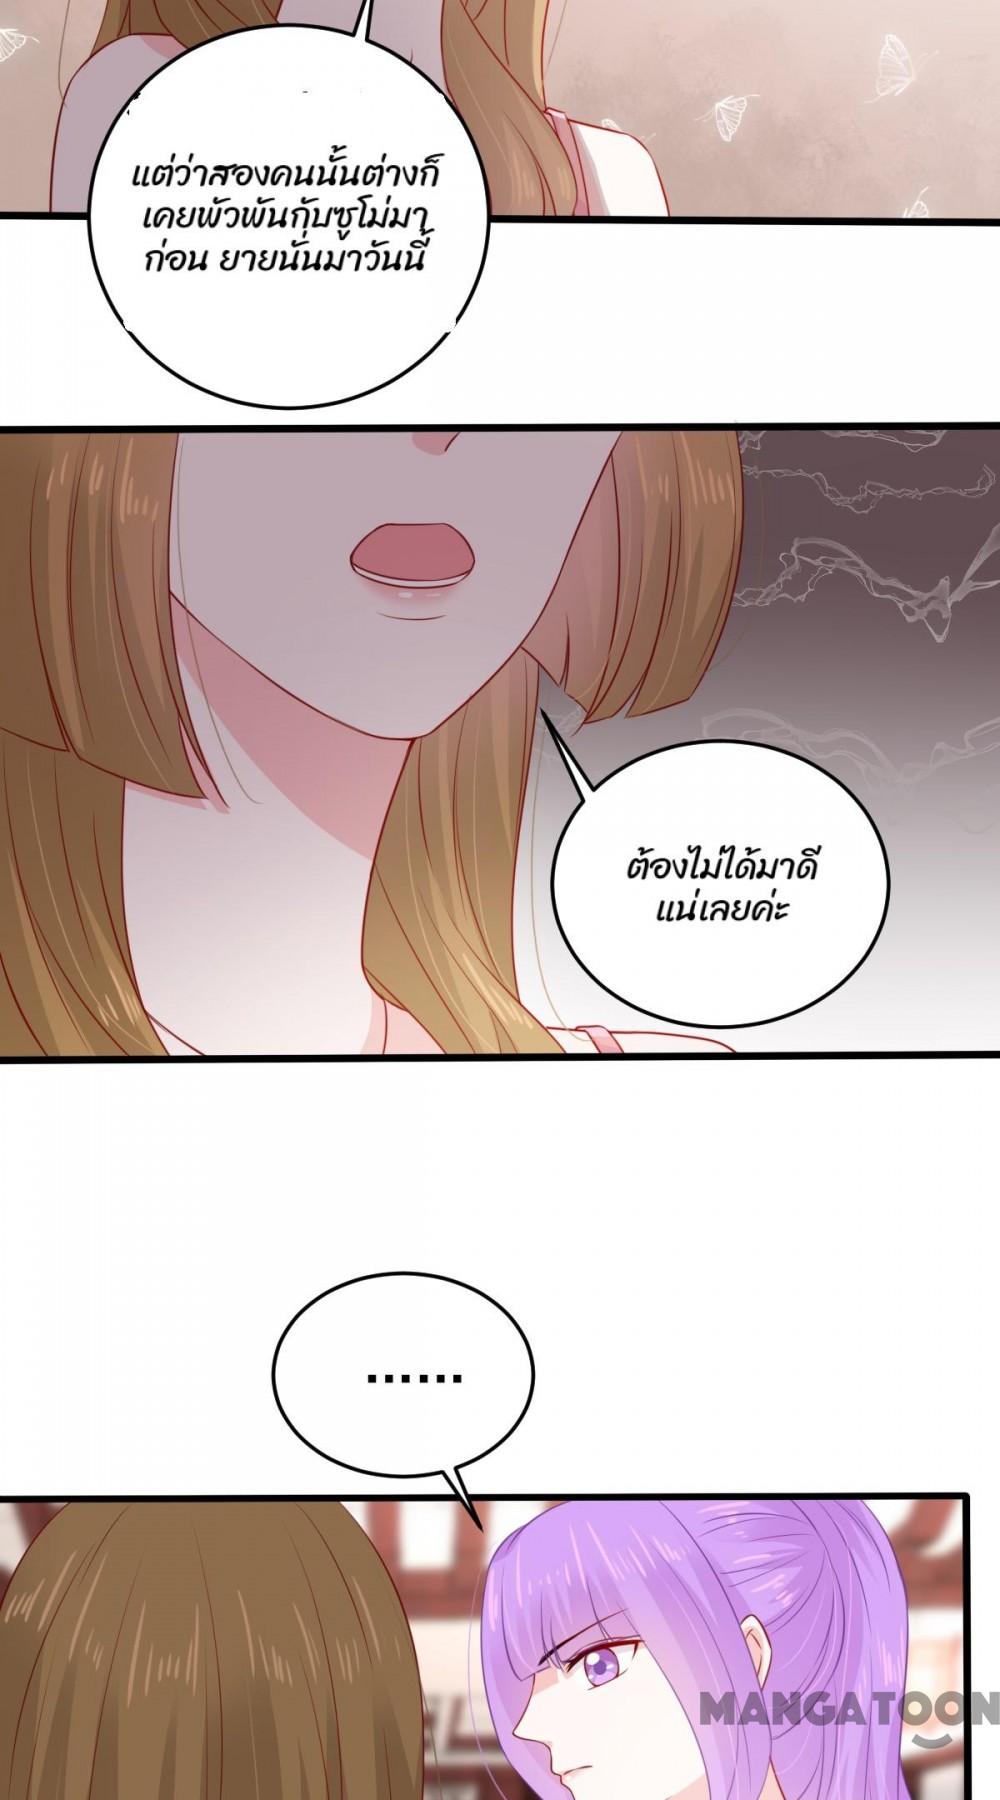 แต่ว่าสองคนนั้นต่างก็
เคยพัวพันกับซูโม่มา
ก่อน ยายนั่นมาวันนี้
ต้องไม่ได้มาดี
แน่เลยค่ะ
......
MANGATOON